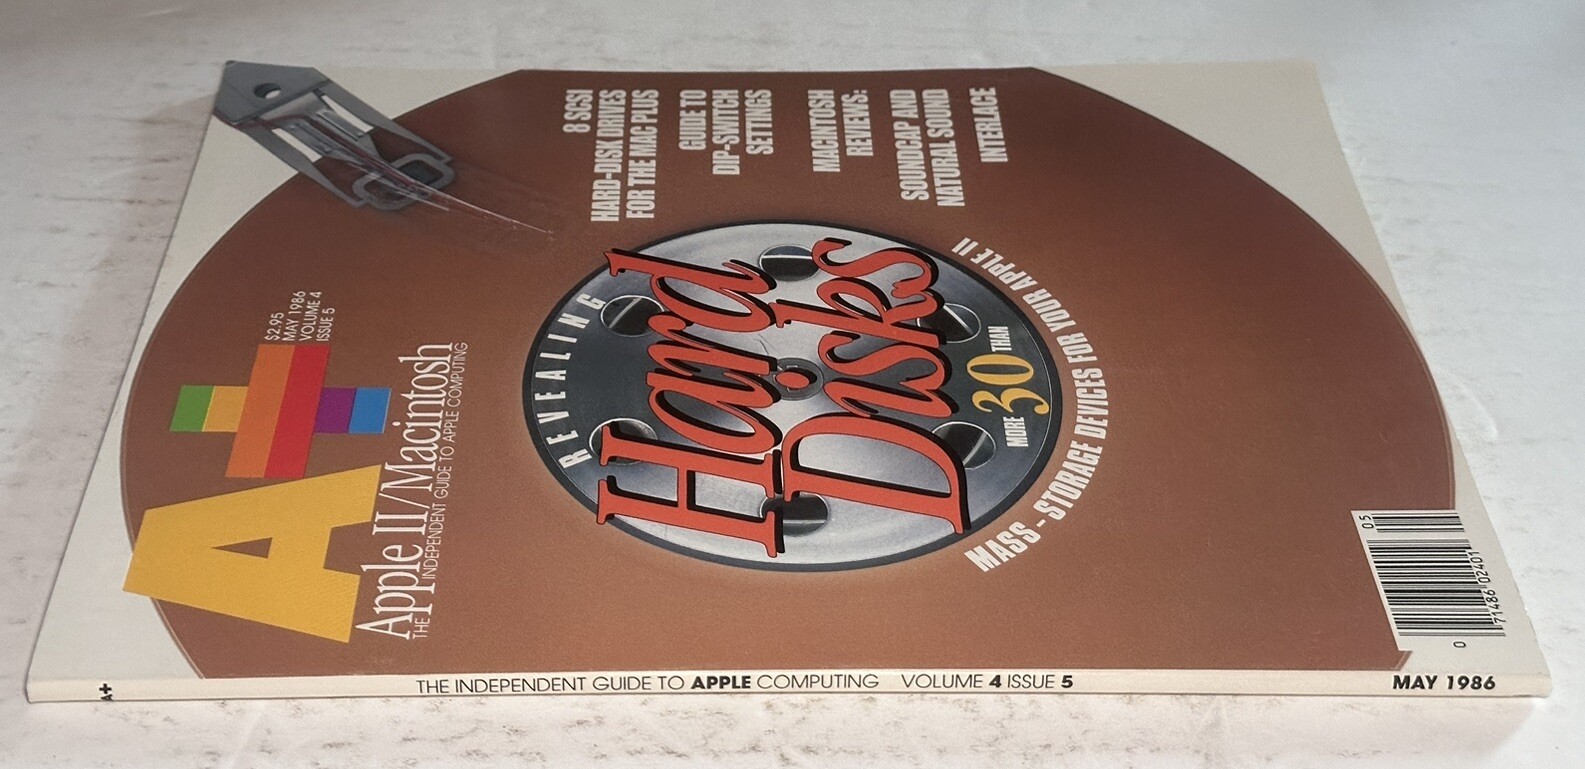 A+
$2.95
MAY 1986
VOLUME 4
ISSUE 5
Apple II/Macintosh
THE INDEPENDENT GUIDE TO APPLE COMPUTING
8 SCSI
HARD-DISK DRIVES
FOR THE MAC PLUS
GUIDE TO
DIP-SWITCH
SETTINGS
MACINTOSH
REVIEWS:
SOUNDCAP AND
NATURAL SOUND
INTERLACE
REVEALING
Hard
Disks
MORE 30 THAN
MASS-STORAGE DEVICES FOR YOUR APPLE II
05
0 71486 02401
A+ THE INDEPENDENT GUIDE TO APPLE COMPUTING VOLUME 4 ISSUE 5 MAY 1986